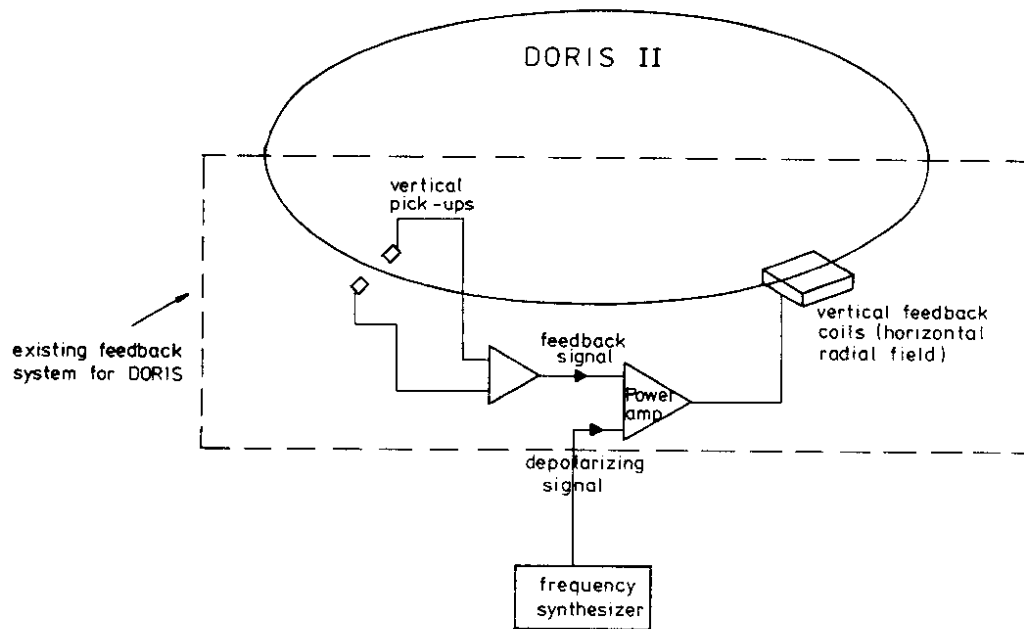 DORIS II
vertical
pick-ups
existing feedback
system for DORIS
feedback
signal
vertical feedback
coils (horizontal
radial field)
Power
amp
depolarizing
signal
frequency
synthesizer